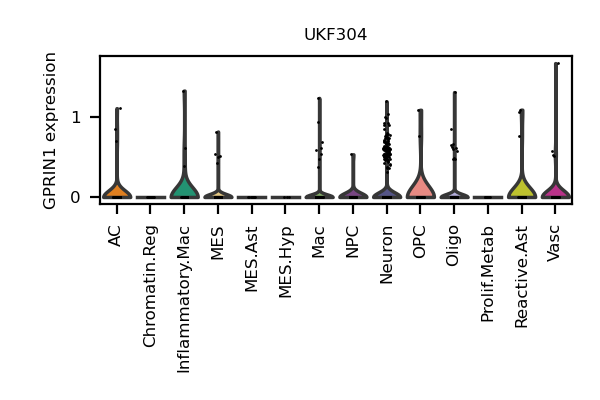 UKF304
GPRIN1 expression
1
0
AC
Chromatin.Reg
Inflammatory.Mac
MES
MES.Ast
MES.Hyp
Mac
NPC
Neuron
OPC
Oligo
Prolif.Metab
Reactive.Ast
Vasc